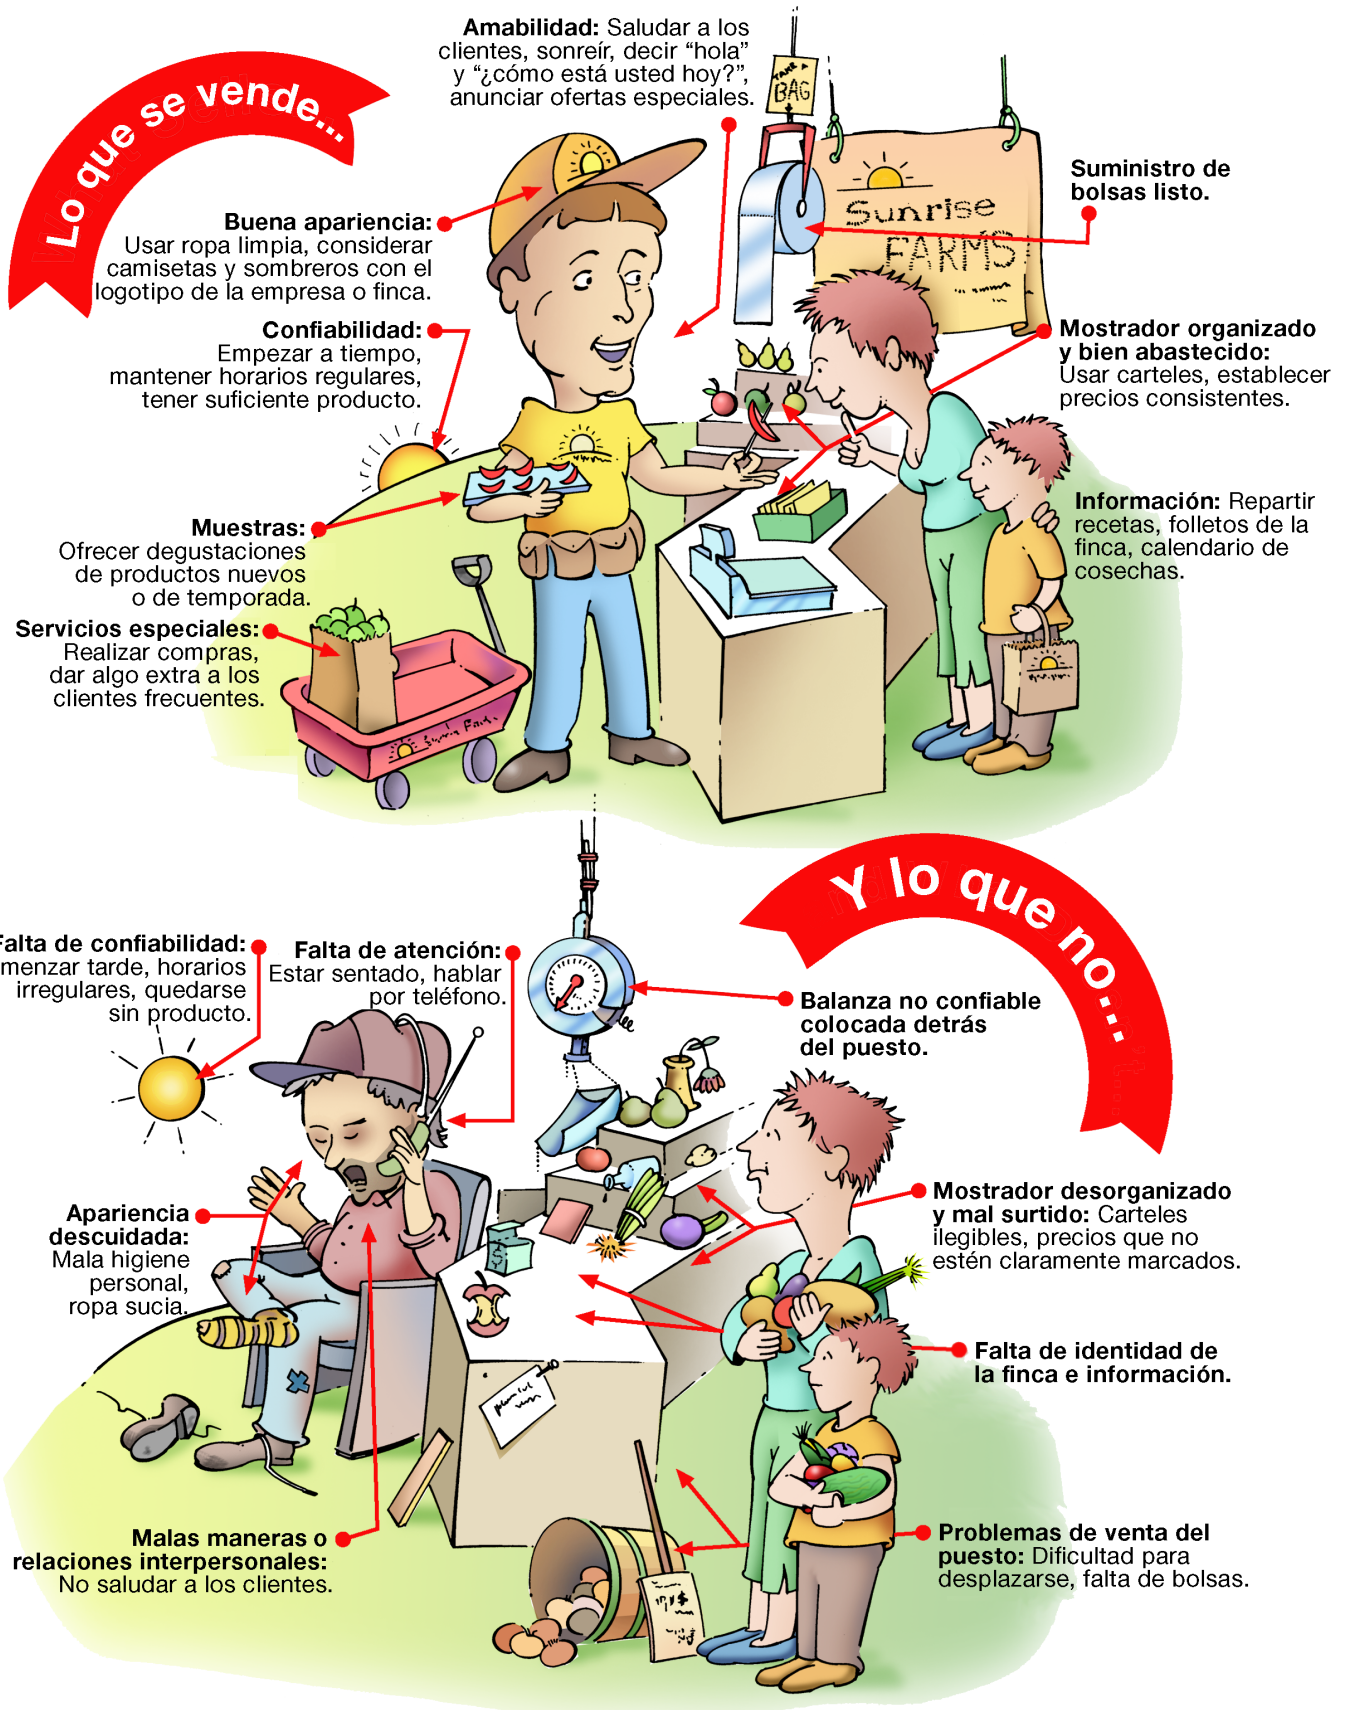 Lo que se vende...
Amabilidad: Saludar a los
clientes, sonreír, decir “hola”
y “¿cómo está usted hoy?”,
anunciar ofertas especiales.
TAKE A
BAG
Sunrise
FARMS
Suministro de
bolsas listo.
Buena apariencia:
Usar ropa limpia, considerar
camisetas y sombreros con el
logotipo de la empresa o finca.
Confiabilidad:
Empezar a tiempo,
mantener horarios regulares,
tener suficiente producto.
Mostrador organizado
y bien abastecido:
Usar carteles, establecer
precios consistentes.
Información: Repartir
recetas, folletos de la
finca, calendario de
cosechas.
Muestras:
Ofrecer degustaciones
de productos nuevos
o de temporada.
Servicios especiales:
Realizar compras,
dar algo extra a los
clientes frecuentes.
Y lo que no...
Falta de confiabilidad:
menzar tarde, horarios
irregulares, quedarse
sin producto.
Falta de atención:
Estar sentado, hablar
por teléfono.
Balanza no confiable
colocada detrás
del puesto.
Apariencia
descuidada:
Mala higiene
personal,
ropa sucia.
Mostrador desorganizado
y mal surtido: Carteles
ilegibles, precios que no
estén claramente marcados.
Falta de identidad de
la finca e información.
Malas maneras o
relaciones interpersonales:
No saludar a los clientes.
Problemas de venta del
puesto: Dificultad para
desplazarse, falta de bolsas.